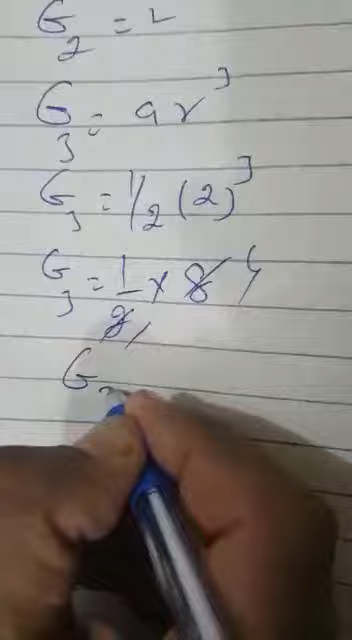 G₂ = 2
G₃ = ar³
G₃ = 1/2 (2)³
G₃ = 1/2 × 8 4
G